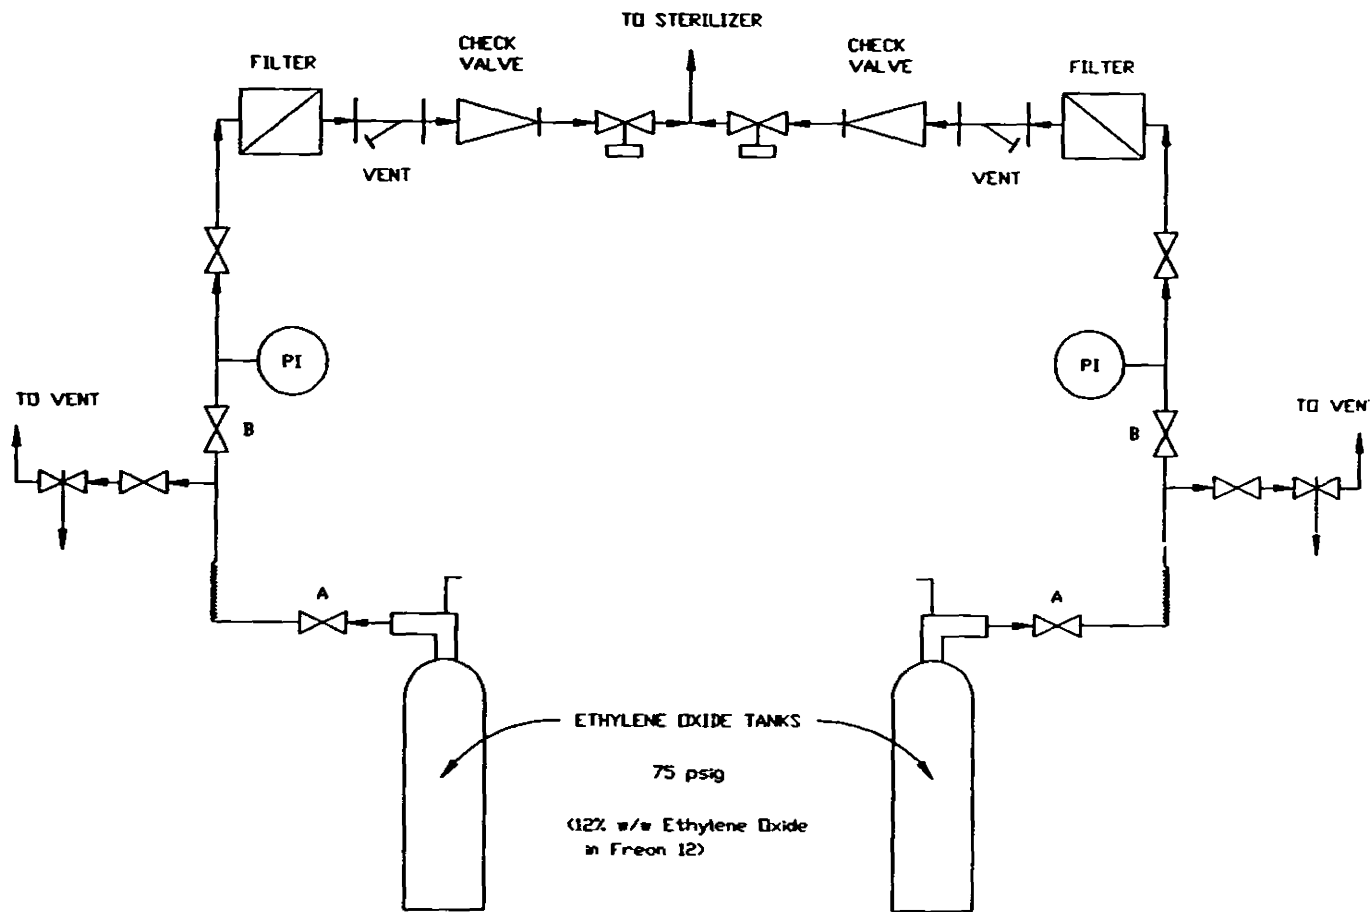 TO STERILIZER
CHECK
VALVE
CHECK
VALVE
FILTER
FILTER
VENT
VENT
PI
PI
TO VENT
B
B
TO VENT
A
A
ETHYLENE OXIDE TANKS
75 psig
(12% w/w Ethylene Oxide
in Freon 12)